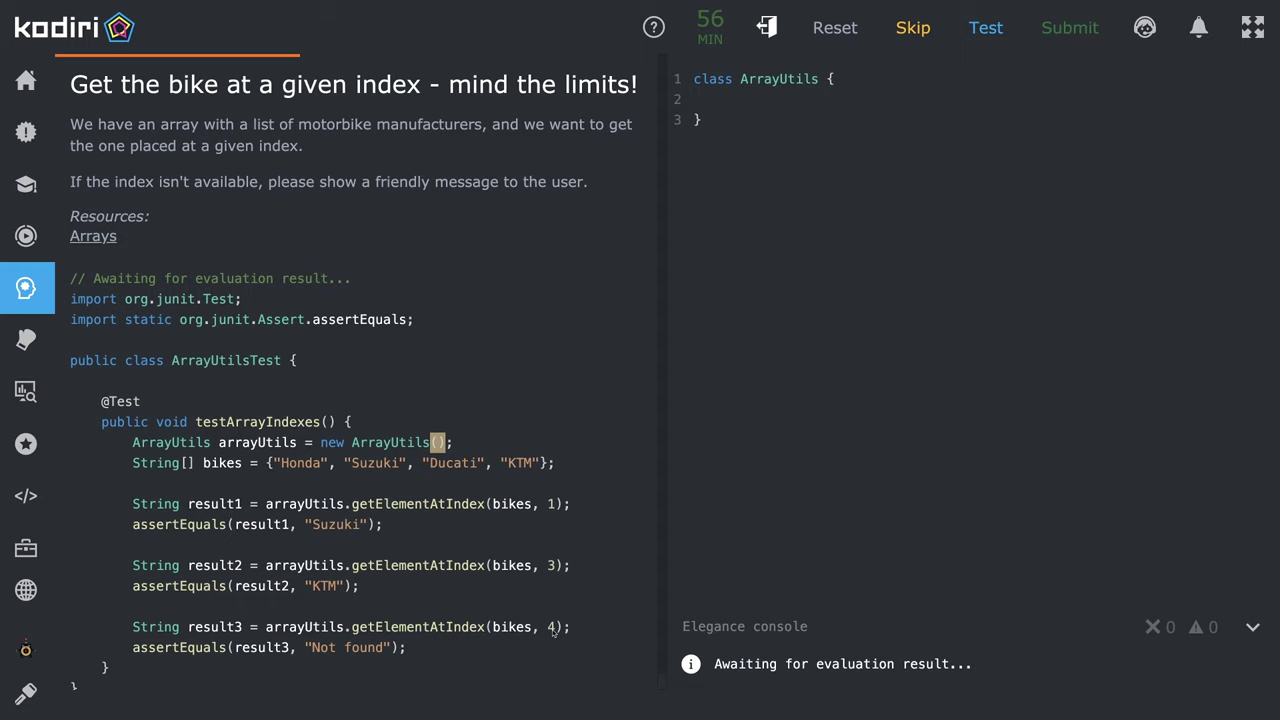 kodiri
56
MIN
Reset
Skip
Test
Submit
Get the bike at a given index - mind the limits!
We have an array with a list of motorbike manufacturers, and we want to get
the one placed at a given index.
If the index isn't available, please show a friendly message to the user.
Resources:
Arrays
// Awaiting for evaluation result...
import org.junit.Test;
import static org.junit.Assert.assertEquals;
public class ArrayUtilsTest {
@Test
public void testArrayIndexes() {
ArrayUtils arrayUtils = new ArrayUtils();
String[] bikes = {"Honda", "Suzuki", "Ducati", "KTM"};
String result1 = arrayUtils.getElementAtIndex(bikes, 1);
assertEquals(result1, "Suzuki");
String result2 = arrayUtils.getElementAtIndex(bikes, 3);
assertEquals(result2, "KTM");
String result3 = arrayUtils.getElementAtIndex(bikes, 4);
assertEquals(result3, "Not found");
}
}
1 class ArrayUtils {
2
3 }
Elegance console
0
0
Awaiting for evaluation result...